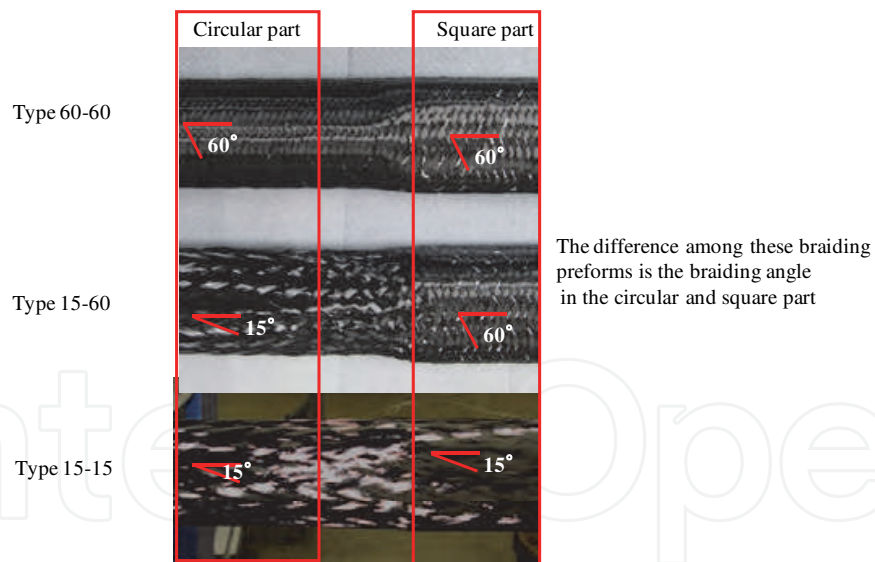 Circular part
Square part
Type 60-60
60°
60°
The difference among these braiding
preforms is the braiding angle
in the circular and square part
Type 15-60
15°
60°
Type 15-15
15°
15°